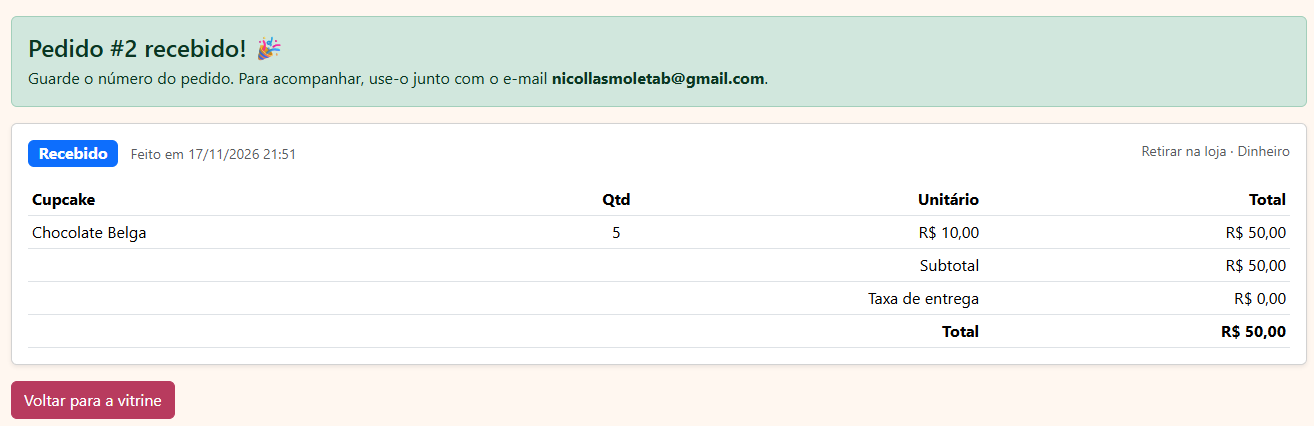 Pedido #2 recebido! 🎉
Guarde o número do pedido. Para acompanhar, use-o junto com o e-mail nicollasmoletab@gmail.com.
Recebido Feito em 17/11/2026 21:51 Retirar na loja · Dinheiro
Cupcake Qtd Unitário Total
Chocolate Belga 5 R$ 10,00 R$ 50,00
Subtotal R$ 50,00
Taxa de entrega R$ 0,00
Total R$ 50,00
Voltar para a vitrine